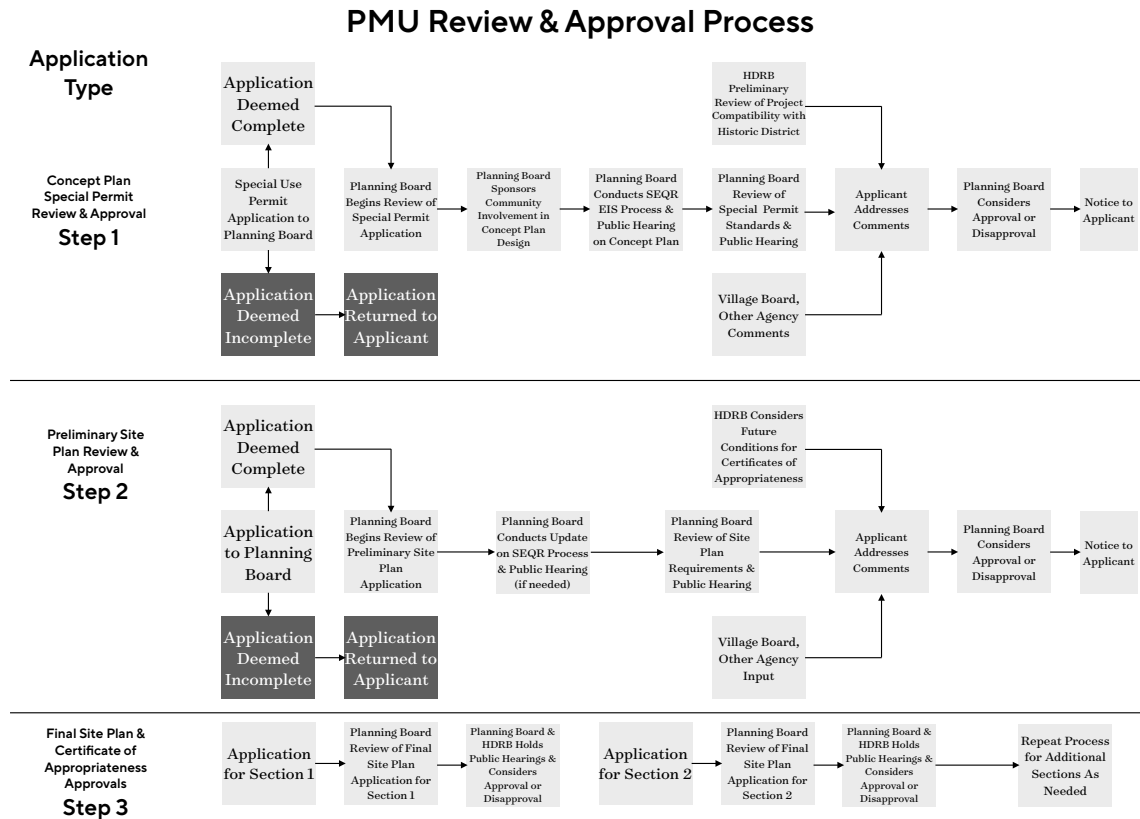 PMU Review & Approval Process
Application
Type
Concept Plan
Special Permit
Review & Approval
Step 1
Application
Deemed
Complete
Special Use
Permit
Application to
Planning Board
Application
Deemed
Incomplete
Application
Returned to
Applicant
Planning Board
Begins Review of
Special Permit
Application
Planning Board
Sponsors
Community
Involvement in
Concept Plan
Design
Planning Board
Conducts SEQR
EIS Process &
Public Hearing
on Concept Plan
HDRB
Preliminary
Review of Project
Compatibility with
Historic District
Planning Board
Review of
Special Permit
Standards &
Public Hearing
Village Board,
Other Agency
Comments
Applicant
Addresses
Comments
Planning Board
Considers
Approval or
Disapproval
Notice to
Applicant
Preliminary Site
Plan Review &
Approval
Step 2
Application
Deemed
Complete
Application
to Planning
Board
Application
Deemed
Incomplete
Application
Returned to
Applicant
Planning Board
Begins Review of
Preliminary Site
Plan
Application
Planning Board
Conducts Update
on SEQR Process
& Public Hearing
(if needed)
Planning Board
Review of Site
Plan
Requirements &
Public Hearing
HDRB Considers
Future
Conditions for
Certificates of
Appropriateness
Village Board,
Other Agency
Input
Applicant
Addresses
Comments
Planning Board
Considers
Approval or
Disapproval
Notice to
Applicant
Final Site Plan &
Certificate of
Appropriateness
Approvals
Step 3
Application
for Section 1
Planning Board
Review of Final
Site Plan
Application for
Section 1
Planning Board &
HDRB Holds
Public Hearings &
Considers
Approval or
Disapproval
Application
for Section 2
Planning Board
Review of Final
Site Plan
Application for
Section 2
Planning Board &
HDRB Holds
Public Hearings
& Considers
Approval or
Disapproval
Repeat Process
for Additional
Sections As
Needed